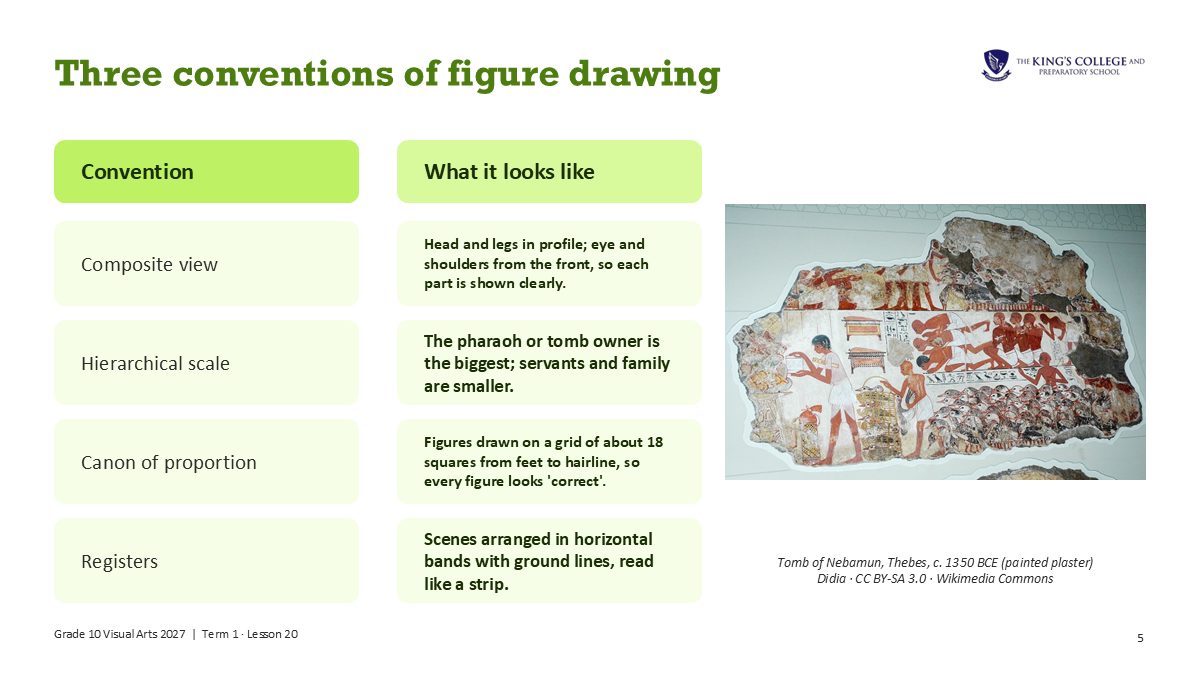 Three conventions of figure drawing
THE KING'S COLLEGE AND
PREPARATORY SCHOOL
Convention
What it looks like
Composite view
Head and legs in profile; eye and
shoulders from the front, so each
part is shown clearly.
Hierarchical scale
The pharaoh or tomb owner is
the biggest; servants and family
are smaller.
Canon of proportion
Figures drawn on a grid of about 18
squares from feet to hairline, so
every figure looks 'correct'.
Registers
Scenes arranged in horizontal
bands with ground lines, read
like a strip.
Tomb of Nebamun, Thebes, c. 1350 BCE (painted plaster)
Didia · CC BY-SA 3.0 · Wikimedia Commons
Grade 10 Visual Arts 2027 | Term 1 · Lesson 20
5